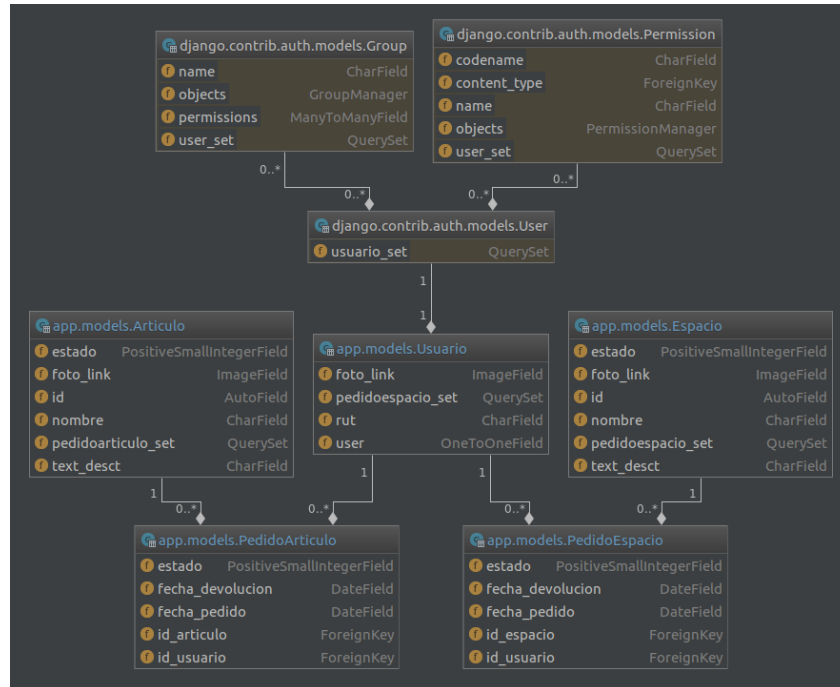 django.contrib.auth.models.Group
name CharField
objects GroupManager
permissions ManyToManyField
user_set QuerySet
django.contrib.auth.models.Permission
codename CharField
content_type ForeignKey
name CharField
objects PermissionManager
user_set QuerySet
0..*
0..*
0..*
0..*
django.contrib.auth.models.User
usuario_set QuerySet
1
1
app.models.Articulo
estado PositiveSmallIntegerField
foto_link ImageField
id AutoField
nombre CharField
pedidoarticulo_set QuerySet
text_desct CharField
app.models.Usuario
foto_link ImageField
pedidoespacio_set QuerySet
rut CharField
user OneToOneField
app.models.Espacio
estado PositiveSmallIntegerField
foto_link ImageField
id AutoField
nombre CharField
pedidoespacio_set QuerySet
text_desct CharField
1
1
1
1
0..*
0..*
0..*
0..*
app.models.PedidoArticulo
estado PositiveSmallIntegerField
fecha_devolucion DateField
fecha_pedido DateField
id_articulo ForeignKey
id_usuario ForeignKey
app.models.PedidoEspacio
estado PositiveSmallIntegerField
fecha_devolucion DateField
fecha_pedido DateField
id_espacio ForeignKey
id_usuario ForeignKey